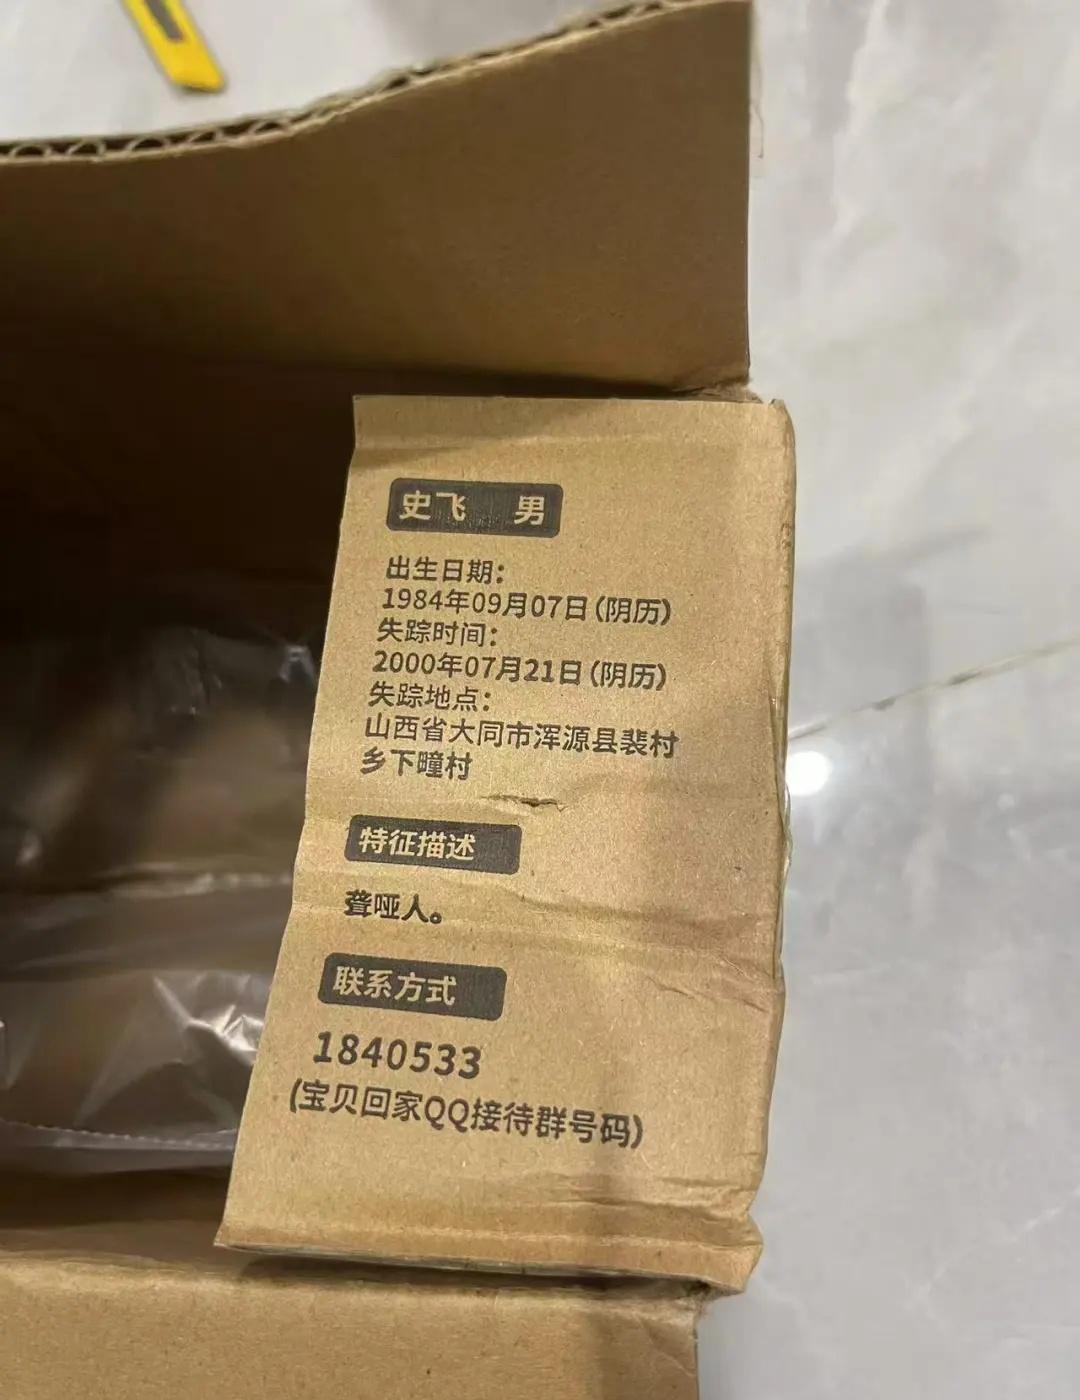 史飞 男
出生日期：
1984年09月07日（阴历）
失踪时间：
2000年07月21日（阴历）
失踪地点：
山西省大同市浑源县裴村
乡下疃村
特征描述
聋哑人。
联系方式
1840533
(宝贝回家QQ接待群号码)